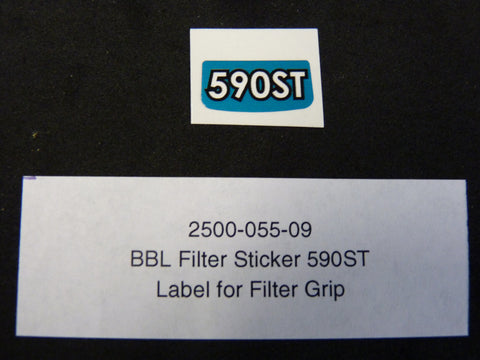 590ST
2500-055-09
BBL Filter Sticker 590ST
Label for Filter Grip